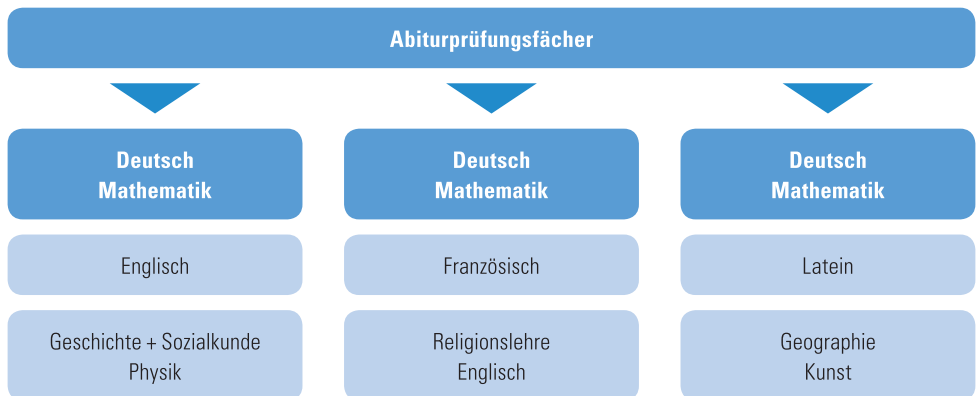 Abiturprüfungsfächer
Deutsch
Mathematik
Englisch
Geschichte + Sozialkunde
Physik
Deutsch
Mathematik
Französisch
Religionslehre
Englisch
Deutsch
Mathematik
Latein
Geographie
Kunst